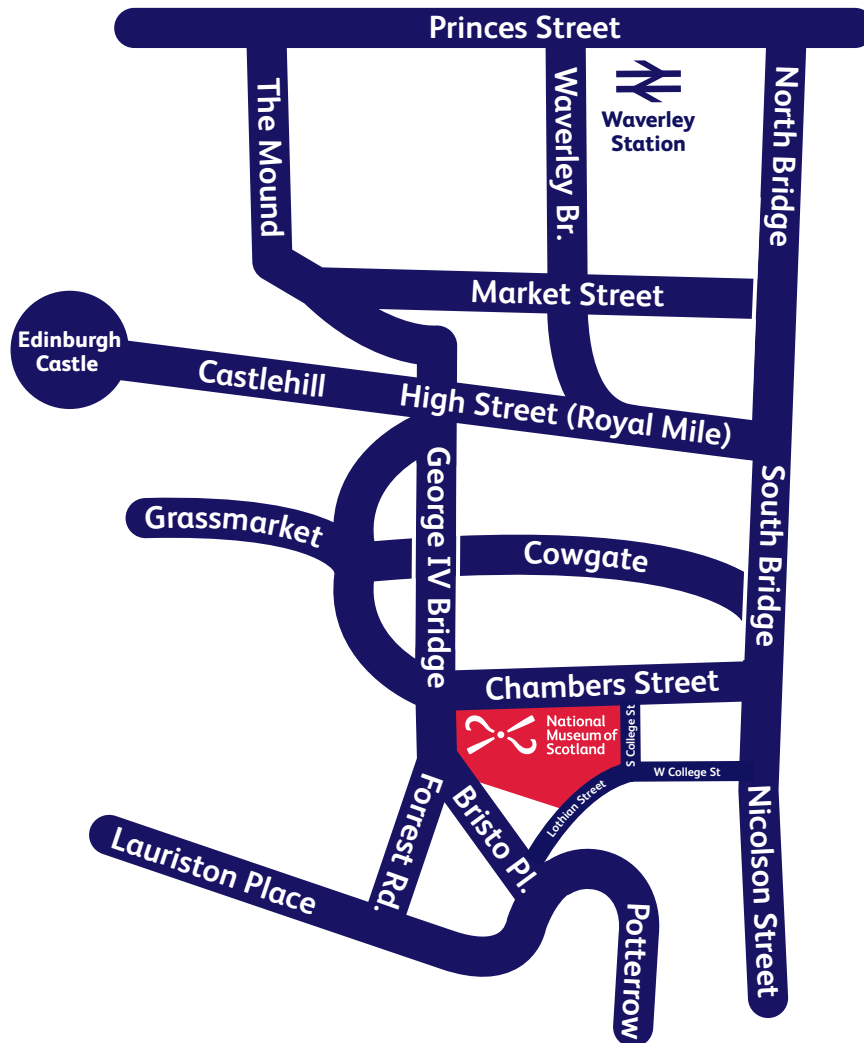 Princes Street
The Mound
Waverley Br.
Waverley
Station
North Bridge
Market Street
Edinburgh
Castle
Castlehill
High Street (Royal Mile)
George IV Bridge
South Bridge
Grassmarket
Cowgate
Chambers Street
National
Museum of
Scotland
S College St
W College St
Lothian Street
Forrest Rd.
Bristo Pl.
Nicolson Street
Lauriston Place
Potterrow